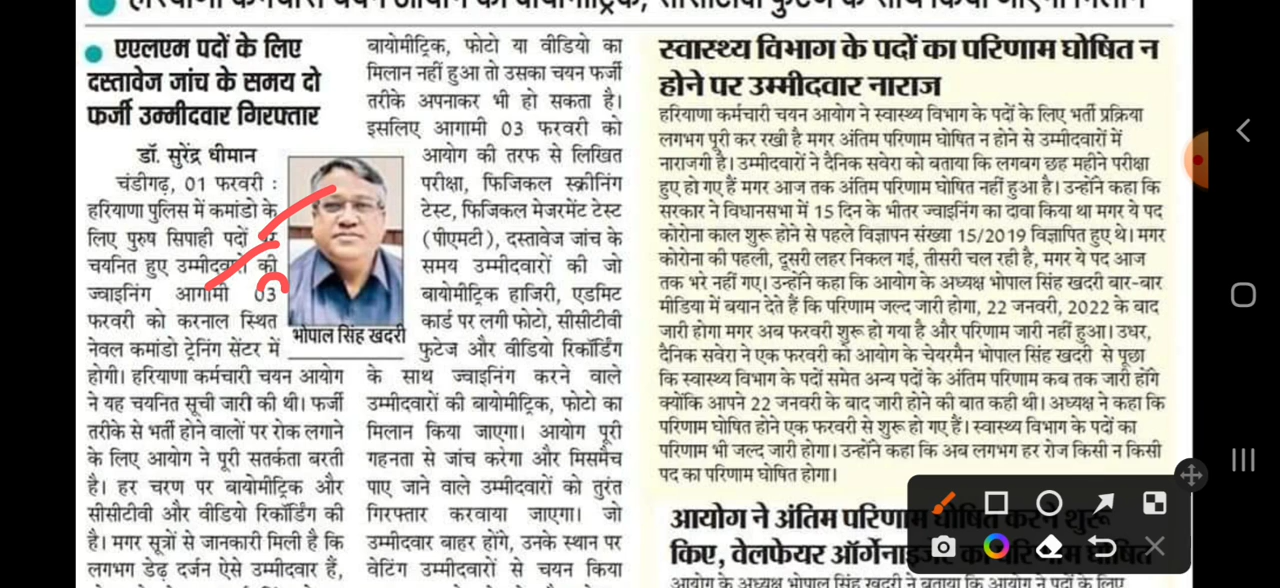 एएलएम पदों के लिए
दस्तावेज जांच के समय दो
फर्जी उम्मीदवार गिरफ्तार
डॉ. सुरेंद्र धीमान
चंडीगढ़, 01 फरवरी :
हरियाणा पुलिस में कमांडो के
लिए पुरुष सिपाही पदों पर
चयनित हुए उम्मीदवारों की
ज्वाइनिंग आगामी 03
फरवरी को करनाल स्थित
नेवल कमांडो ट्रेनिंग सेंटर में
होगी। हरियाणा कर्मचारी चयन आयोग
ने यह चयनित सूची जारी की थी। फर्जी
तरीके से भर्ती होने वालों पर रोक लगाने
के लिए आयोग ने पूरी सतर्कता बरती
है। हर चरण पर बायोमीट्रिक और
सीसीटीवी और वीडियो रिकॉर्डिंग की
है। मगर सूत्रों से जानकारी मिली है कि
लगभग डेढ़ दर्जन ऐसे उम्मीदवार हैं,
भोपाल सिंह खदरी
बायोमीट्रिक, फोटो या वीडियो का
मिलान नहीं हुआ तो उसका चयन फर्जी
तरीके अपनाकर भी हो सकता है।
इसलिए आगामी 03 फरवरी को
आयोग की तरफ से लिखित
परीक्षा, फिजिकल स्क्रीनिंग
टेस्ट, फिजिकल मेजरमेंट टेस्ट
(पीएमटी), दस्तावेज जांच के
समय उम्मीदवारों की जो
बायोमीट्रिक हाजिरी, एडमिट
कार्ड पर लगी फोटो, सीसीटीवी
फुटेज और वीडियो रिकॉर्डिंग
के साथ ज्वाइनिंग करने वाले
उम्मीदवारों की बायोमीट्रिक, फोटो का
मिलान किया जाएगा। आयोग पूरी
गहनता से जांच करेगा और मिसमैच
पाए जाने वाले उम्मीदवारों को तुरंत
गिरफ्तार करवाया जाएगा। जो
उम्मीदवार बाहर होंगे, उनके स्थान पर
वेटिंग उम्मीदवारों से चयन किया
स्वास्थ्य विभाग के पदों का परिणाम घोषित न
होने पर उम्मीदवार नाराज
हरियाणा कर्मचारी चयन आयोग ने स्वास्थ्य विभाग के पदों के लिए भर्ती प्रक्रिया
लगभग पूरी कर रखी है मगर अंतिम परिणाम घोषित न होने से उम्मीदवारों में
नाराजगी है। उम्मीदवारों ने दैनिक सवेरा को बताया कि लगबग छह महीने परीक्षा
हुए हो गए हैं मगर आज तक अंतिम परिणाम घोषित नहीं हुआ है। उन्होंने कहा कि
सरकार ने विधानसभा में 15 दिन के भीतर ज्वाइनिंग का दावा किया था मगर ये पद
कोरोना काल शुरू होने से पहले विज्ञापन संख्या 15/2019 विज्ञापित हुए थे। मगर
कोरोना की पहली, दूसरी लहर निकल गई, तीसरी चल रही है, मगर ये पद आज
तक भरे नहीं गए। उन्होंने कहा कि आयोग के अध्यक्ष भोपाल सिंह खदरी बार-बार
मीडिया में बयान देते हैं कि परिणाम जल्द जारी होगा, 22 जनवरी, 2022 के बाद
जारी होगा मगर अब फरवरी शुरू हो गया है और परिणाम जारी नहीं हुआ। उधर,
दैनिक सवेरा ने एक फरवरी को आयोग के चेयरमैन भोपाल सिंह खदरी से पूछा
कि स्वास्थ्य विभाग के पदों समेत अन्य पदों के अंतिम परिणाम कब तक जारी होंगे
क्योंकि आपने 22 जनवरी के बाद जारी होने की बात कही थी। अध्यक्ष ने कहा कि
परिणाम घोषित होने एक फरवरी से शुरू हो गए हैं। स्वास्थ्य विभाग के पदों का
परिणाम भी जल्द जारी होगा। उन्होंने कहा कि अब लगभग हर रोज किसी न किसी
पद का परिणाम घोषित होगा।
आयोग ने अंतिम परिणाम घोषित करने शुरू
किए, वेलफेयर ऑर्गेनाइजर का परिणाम घोषित